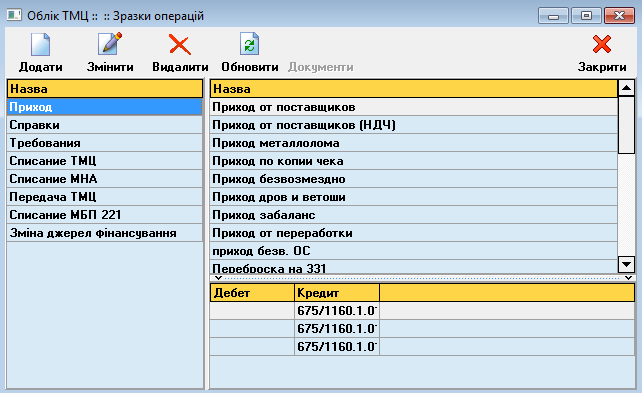 Облік ТМЦ :: :: Зразки операцій
Додати Змінити Видалити Обновити Документи Закрити
Назва
Приход
Справки
Требования
Списание ТМЦ
Списание МНА
Передача ТМЦ
Списание МБП 221
Зміна джерел фінансування
Назва
Приход от поставщиков
Приход от поставщиков (НДЧ)
Приход металлолома
Приход по копии чека
Приход безвозмездно
Приход дров и ветоши
Приход забаланс
Приход от переработки
приход безв. ОС
Переброска на 331
Дебет Кредит
675/1160.1.0
675/1160.1.0
675/1160.1.0